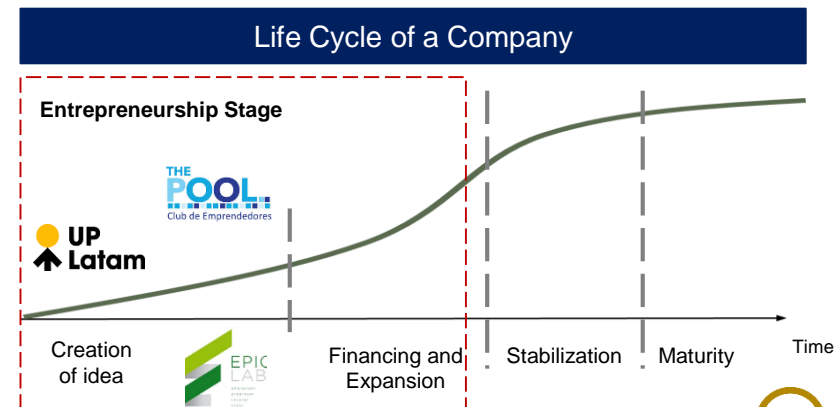 Life Cycle of a Company
Entrepreneurship Stage
THE
POOL
Club de Emprendedores
UP
Latam
Creation
of idea
EPIC
LAB
Financing and
Expansion
Stabilization
Maturity
Time